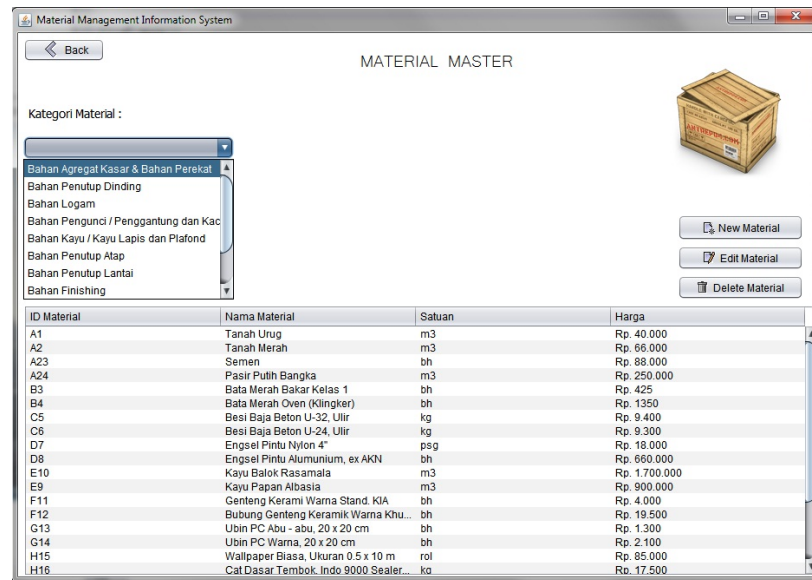 Material Management Information System
Back
MATERIAL MASTER
Kategori Material :
Bahan Agregat Kasar & Bahan Perekat
Bahan Penutup Dinding
Bahan Logam
Bahan Pengunci / Penggantung dan Kac
Bahan Kayu / Kayu Lapis dan Plafond
Bahan Penutup Atap
Bahan Penutup Lantai
Bahan Finishing
New Material
Edit Material
Delete Material
ID Material Nama Material Satuan Harga
A1 Tanah Urug m3 Rp. 40.000
A2 Tanah Merah m3 Rp. 66.000
A23 Semen bh Rp. 88.000
A24 Pasir Putih Bangka m3 Rp. 250.000
B3 Bata Merah Bakar Kelas 1 bh Rp. 425
B4 Bata Merah Oven (Klingker) bh Rp. 1350
C5 Besi Baja Beton U-32, Ulir kg Rp. 9.400
C6 Besi Baja Beton U-24, Ulir kg Rp. 9.300
D7 Engsel Pintu Nylon 4" psg Rp. 18.000
D8 Engsel Pintu Alumunium, ex AKN bh Rp. 660.000
E10 Kayu Balok Rasamala m3 Rp. 1.700.000
E9 Kayu Papan Albasia m3 Rp. 900.000
F11 Genteng Kerami Warna Stand. KIA bh Rp. 4.000
F12 Bubung Genteng Keramik Warna Khu... bh Rp. 19.500
G13 Ubin PC Abu - abu, 20 x 20 cm bh Rp. 1.300
G14 Ubin PC Warna, 20 x 20 cm bh Rp. 2.100
H15 Wallpaper Biasa, Ukuran 0.5 x 10 m rol Rp. 85.000
H16 Cat Dasar Tembok, Indo 9000 Sealer... kg Rp. 17.500